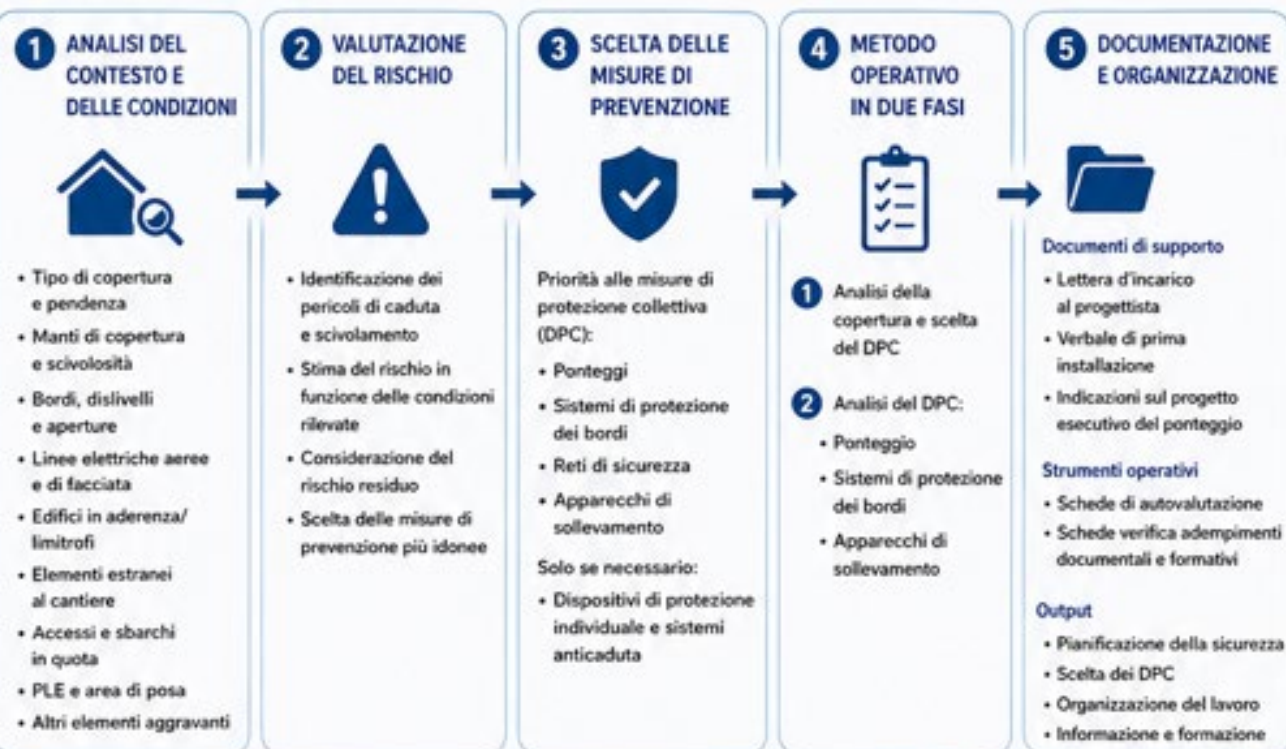 1 ANALISI DEL
CONTESTO E
DELLE CONDIZIONI
• Tipo di copertura
e pendenza
• Manti di copertura
e scivolosità
• Bordi, dislivelli
e aperture
• Linee elettriche aeree
e di facciata
• Edifici in aderenza/
limitrofi
• Elementi estranei
al cantiere
• Accessi e sbarchi
in quota
• PLE e area di posa
• Altri elementi aggravanti
2 VALUTAZIONE
DEL RISCHIO
• Identificazione dei
pericoli di caduta
e scivolamento
• Stima del rischio in
funzione delle condizioni
rilevate
• Considerazione del
rischio residuo
• Scelta delle misure di
prevenzione più idonee
3 SCELTA DELLE
MISURE DI
PREVENZIONE
Priorità alle misure di
protezione collettiva
(DPC):
• Ponteggi
• Sistemi di protezione
dei bordi
• Reti di sicurezza
• Apparecchi di
sollevamento
Solo se necessario:
• Dispositivi di protezione
individuale e sistemi
anticaduta
4 METODO
OPERATIVO
IN DUE FASI
1 Analisi della
copertura e scelta
del DPC
2 Analisi del DPC:
• Ponteggio
• Sistemi di protezione
dei bordi
• Apparecchi di
sollevamento
5 DOCUMENTAZIONE
E ORGANIZZAZIONE
Documenti di supporto
• Lettera d'incarico
al progettista
• Verbale di prima
installazione
• Indicazioni sul progetto
esecutivo del ponteggio
Strumenti operativi
• Schede di autovalutazione
• Schede verifica adempimenti
documentali e formativi
Output
• Pianificazione della sicurezza
• Scelta dei DPC
• Organizzazione del lavoro
• Informazione e formazione